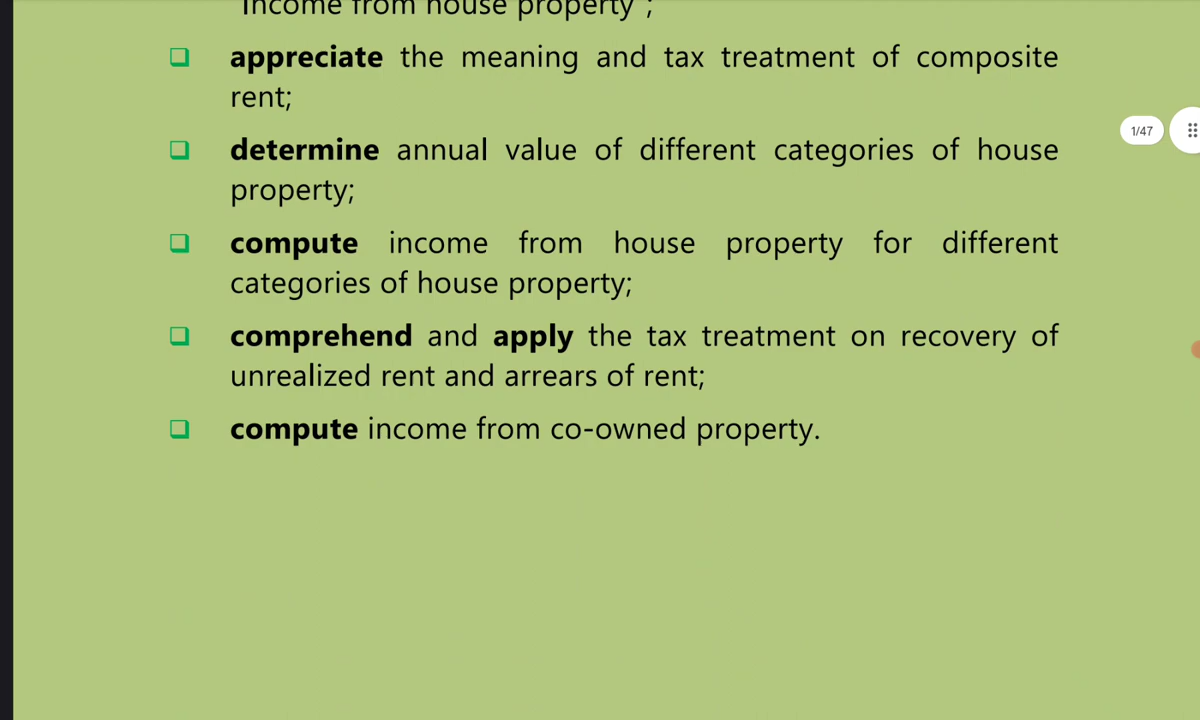 "Income from house property";
❑ appreciate the meaning and tax treatment of composite
rent;
❑ determine annual value of different categories of house
property;
❑ compute income from house property for different
categories of house property;
❑ comprehend and apply the tax treatment on recovery of
unrealized rent and arrears of rent;
❑ compute income from co-owned property.
1/47